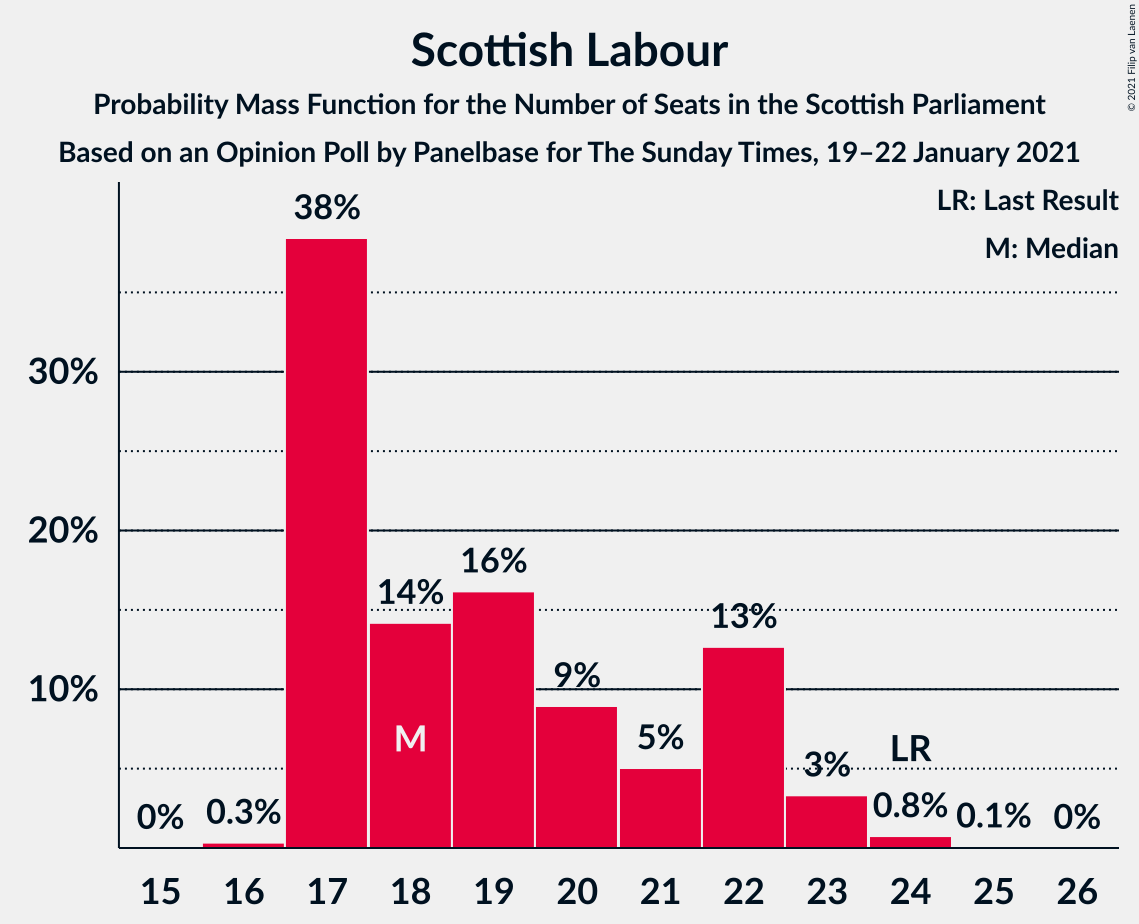 Scottish Labour
Probability Mass Function for the Number of Seats in the Scottish Parliament
Based on an Opinion Poll by Panelbase for The Sunday Times, 19–22 January 2021
© 2021 Filip van Laenen
LR: Last Result
M: Median
30%
20%
10%
0%
0.3%
38%
14%
M
16%
9%
5%
13%
3%
LR
0.8%
0.1%
0%
15 16 17 18 19 20 21 22 23 24 25 26